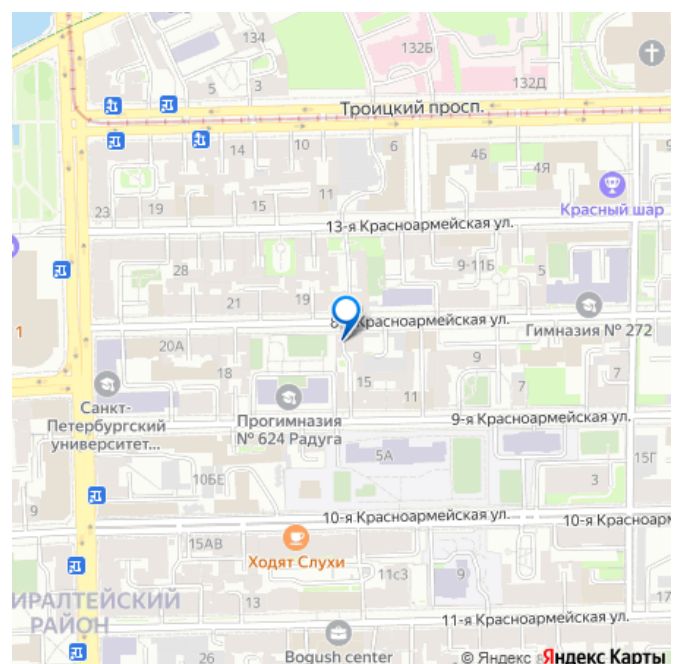 134
132Б
5
3
132Д
Троицкий просп.
14
10
6
4Б
4Я
9
11
Красный шар
23
19
15
13-я Красноармейская ул.
28
9-11Б
5
21
19
8-я Красноармейская ул.
Гимназия № 272
1
20А
18
9
7
15
7
11
Санкт-
Петербургский
университет...
Прогимназия
№ 624 Радуга
9-я Красноармейская ул.
5А
15Г
10БЕ
3
9
10-я Красноармейская ул.
10-я Красноарм
15АВ
Ходят Слухи
11с3
9
ИРАЛТЕЙСКИЙ
РАЙОН
13
17
11-я Красноармейская ул.
26
Bogush center
© Яндекс
8
Яндекс Карты